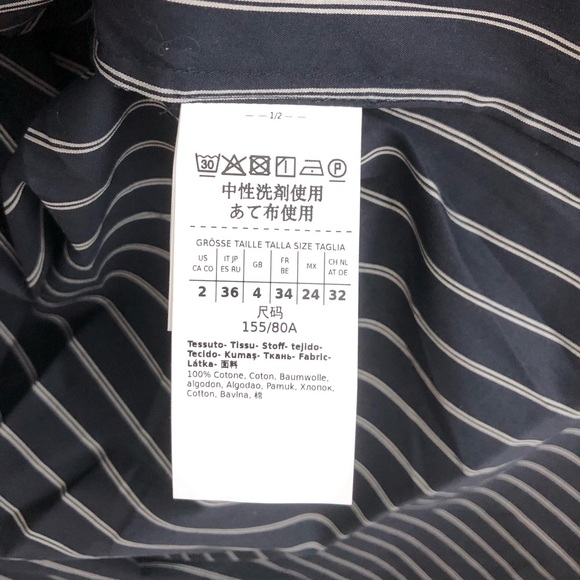 — — 1/2 — —
30 P
中性洗剤使用
あて布使用
GRÖSSE TAILLE TALLA SIZE TAGLIA
US CA CO | IT JP ES RU | GB | FR BE | MX | CH NL AT DE
2 | 36 | 4 | 34 | 24 | 32
尺码
155/80A
Tessuto- Tissu- Stoff- tejido-
Tecido- Kumaş- Ткань- Fabric-
Látka- 面料
100% Cotone, Coton, Baumwolle,
algodon, Algodao, Pamuk, Хлопок,
Cotton, Bavlna, 棉